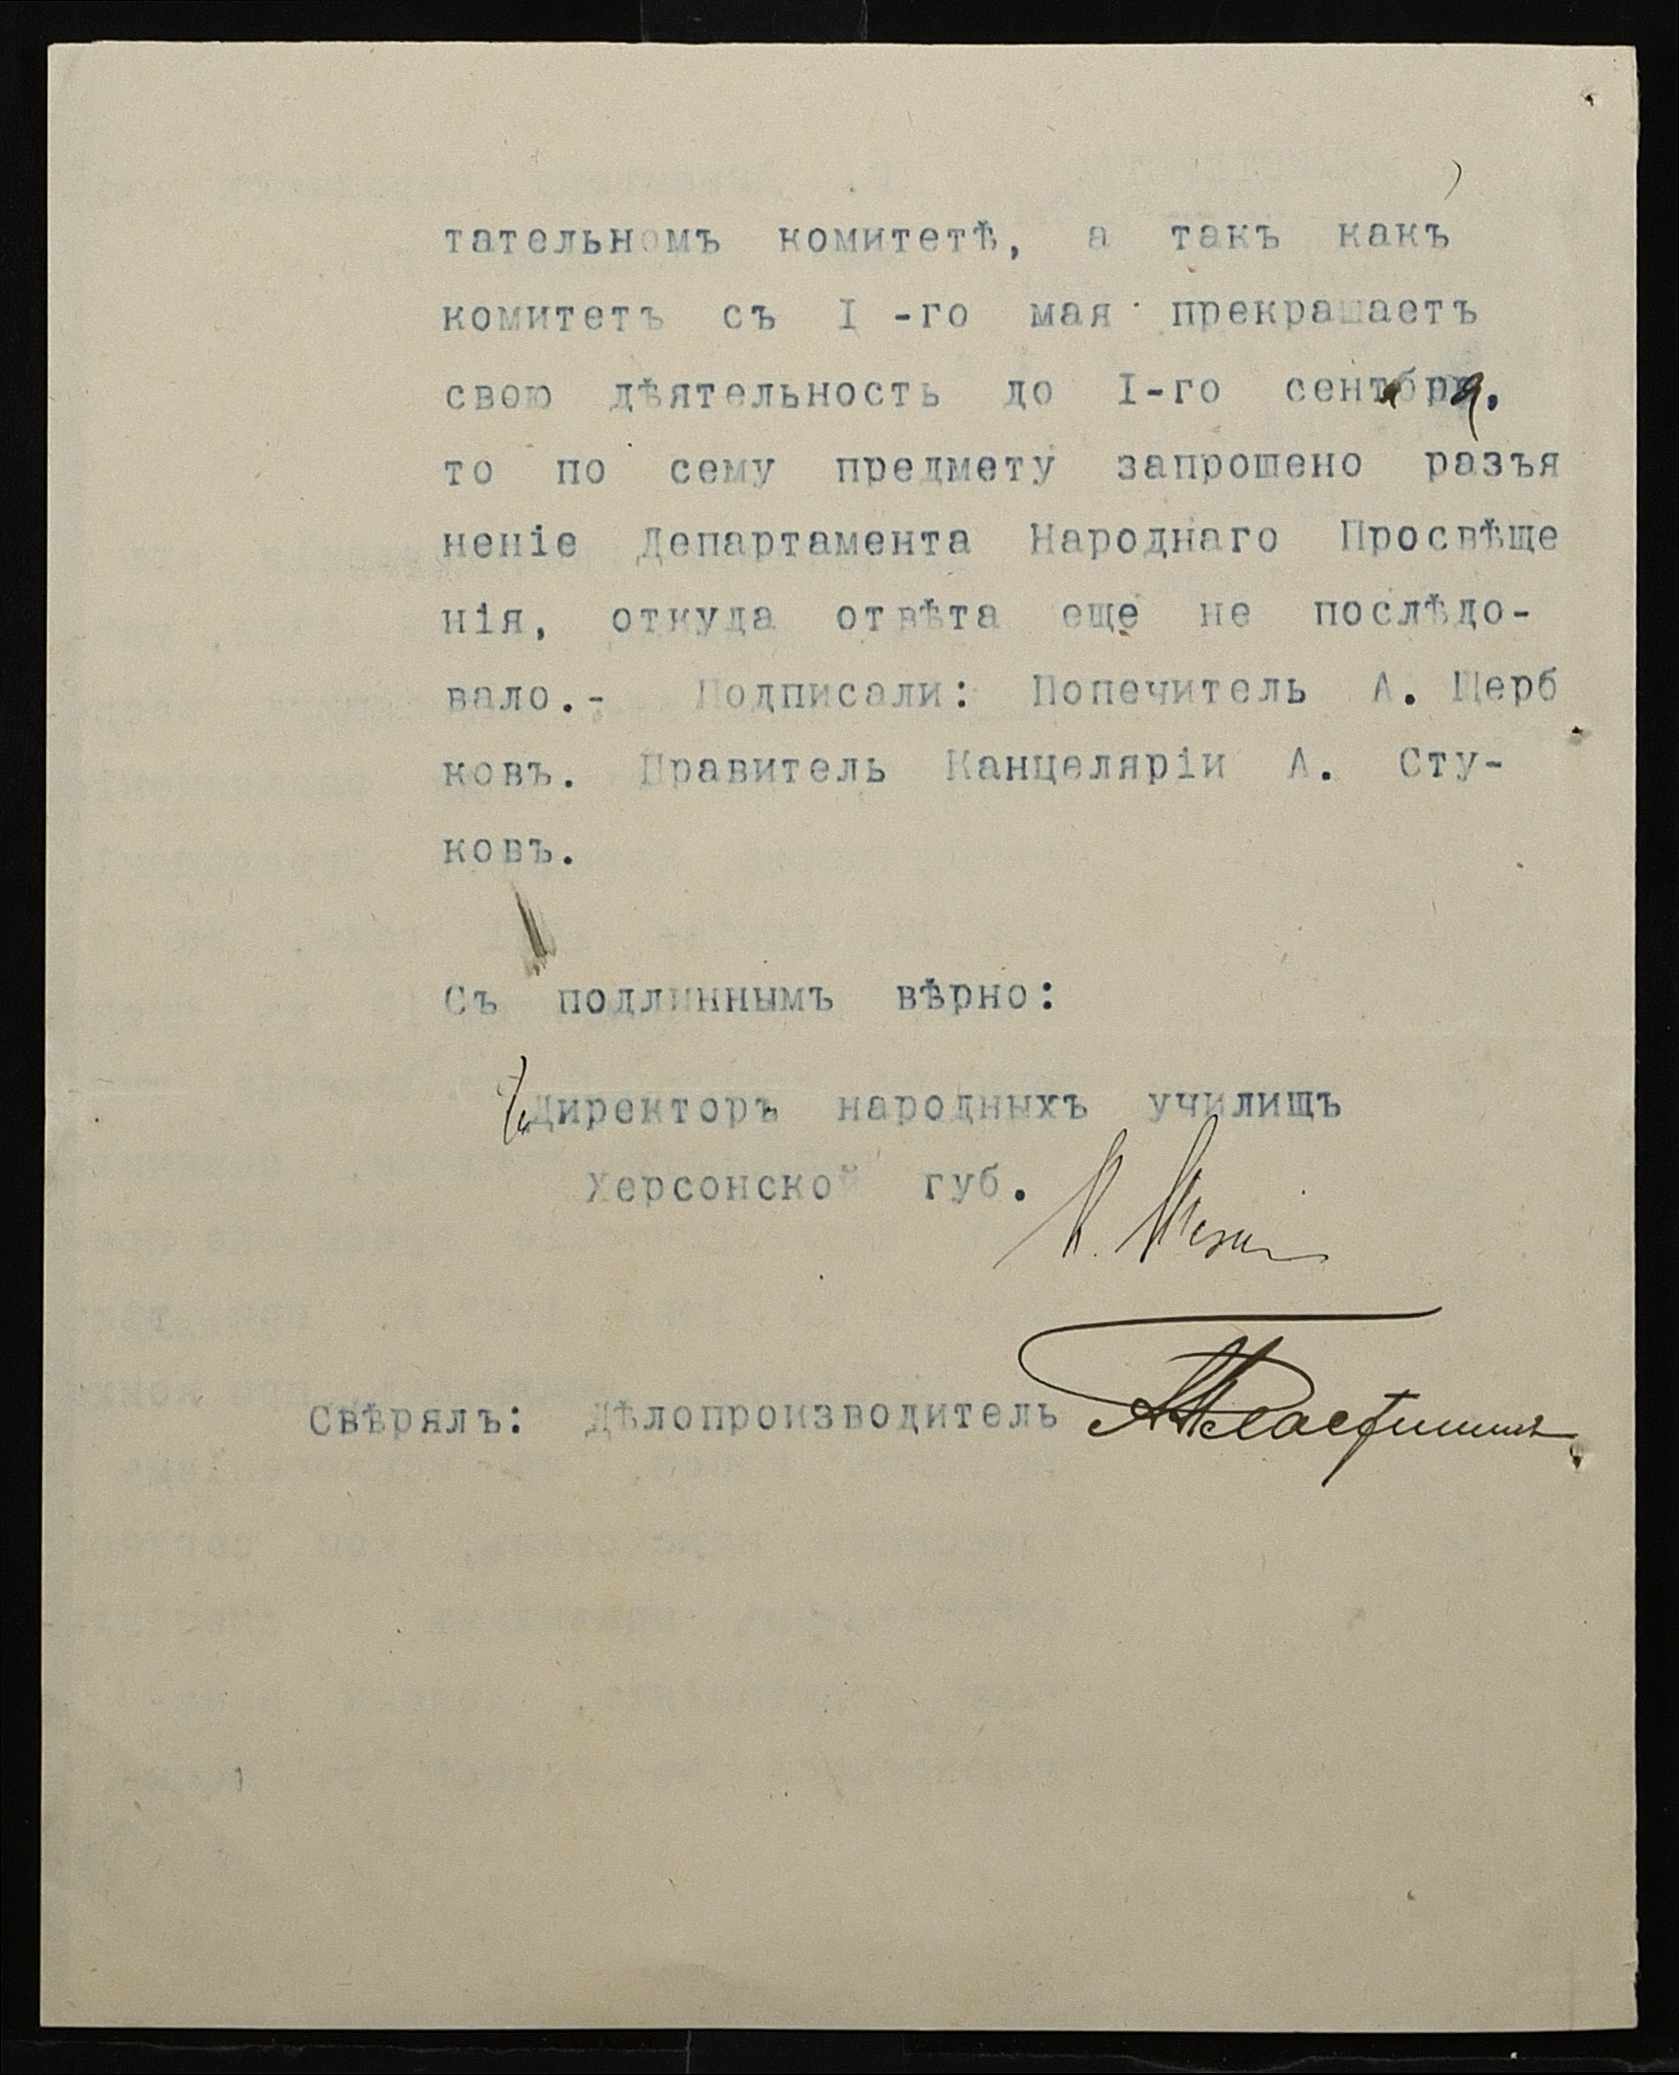 тательномъ комитетѣ, а такъ какъ
комитетъ съ I -го мая прекращаетъ
свою дѣятельность до I-го сентября,
то по сему предмету запрошено разъя
неніе Департамента Народнаго Просвѣще
нія, откуда отвѣта еще не послѣдо-
вало.- Подписали: Попечитель А. Щерб
ковъ. Правитель Канцеляріи А. Сту-
ковъ.
Съ подлиннымъ вѣрно:
Директоръ народныхъ училищъ
Херсонской губ.
Свѣрялъ: Дѣлопроизводитель